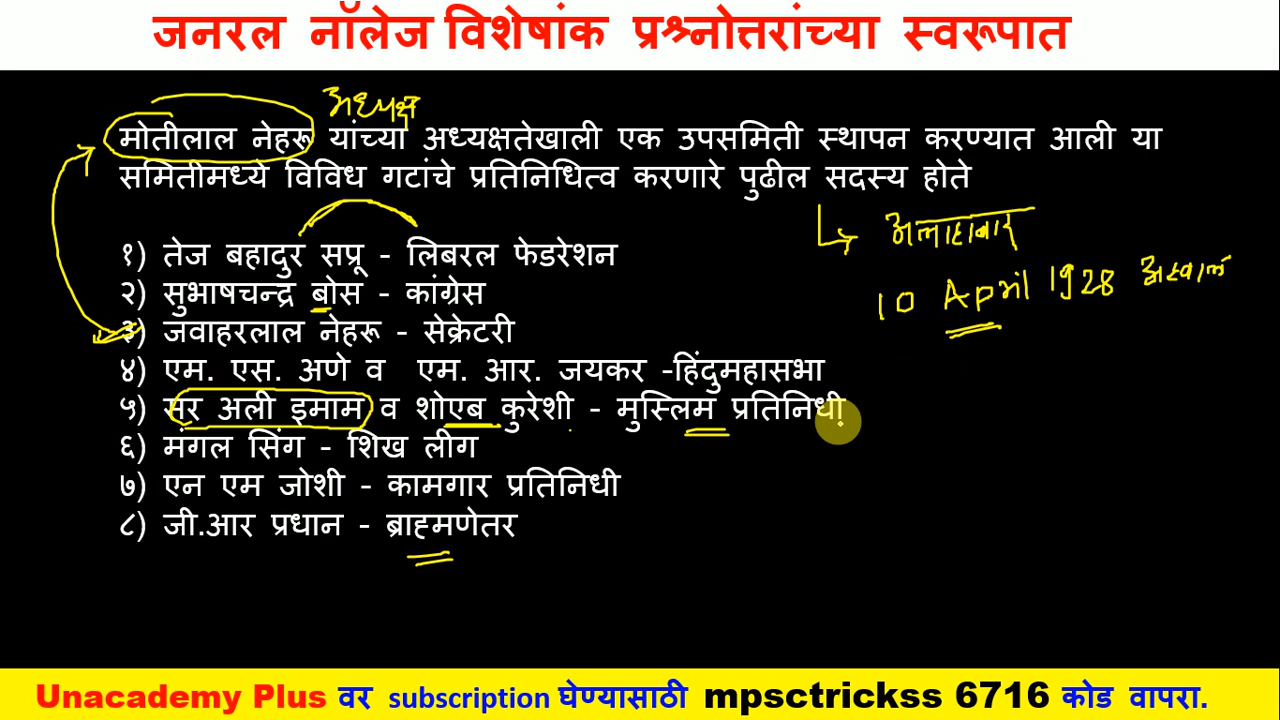 जनरल नॉलेज विशेषांक प्रश्नोत्तरांच्या स्वरूपात
अध्यक्ष
मोतीलाल नेहरू यांच्या अध्यक्षतेखाली एक उपसमिती स्थापन करण्यात आली या
समितीमध्ये विविध गटांचे प्रतिनिधित्व करणारे पुढील सदस्य होते
अलाहाबाद
१) तेज बहादुर सप्रू - लिबरल फेडरेशन
२) सुभाषचन्द्र बोस - कांग्रेस
10 April 1928 अहवाल
३) जवाहरलाल नेहरू - सेक्रेटरी
४) एम. एस. अणे व एम. आर. जयकर -हिंदुमहासभा
५) सर अली इमाम व शोएब कुरेशी - मुस्लिम प्रतिनिधी
६) मंगल सिंग - शिख लीग
७) एन एम जोशी - कामगार प्रतिनिधी
८) जी.आर प्रधान - ब्राह्मणेतर
Unacademy Plus वर subscription घेण्यासाठी mpsctrickss 6716 कोड वापरा.